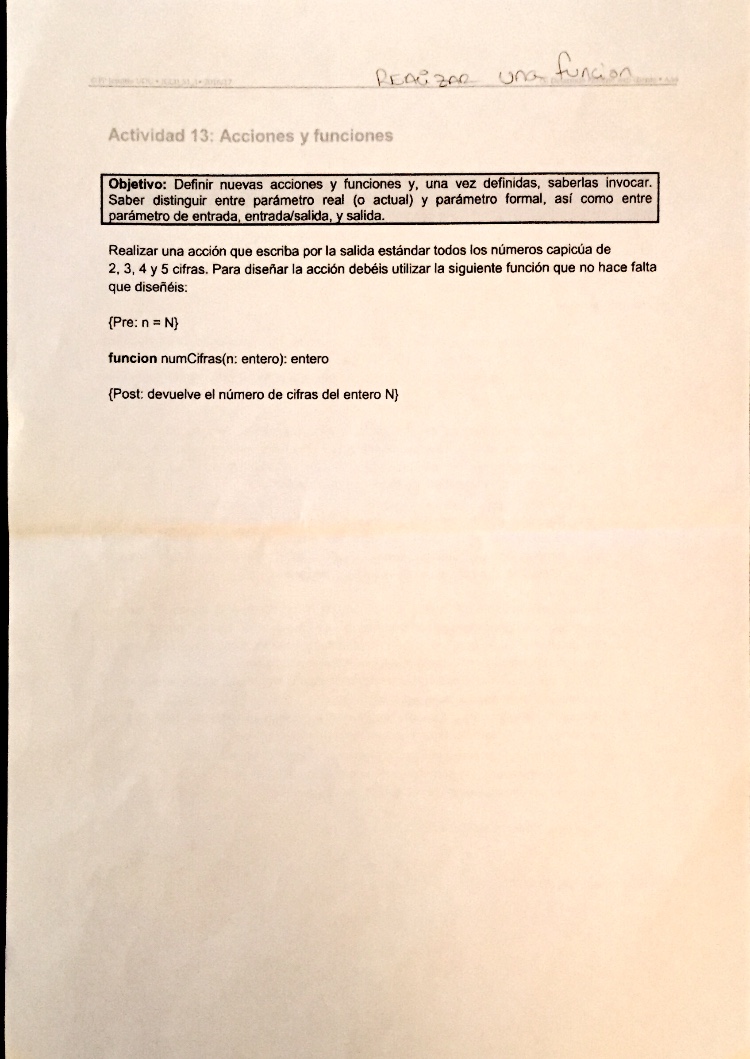 REALIZAR una funcion
Actividad 13: Acciones y funciones
Objetivo: Definir nuevas acciones y funciones y, una vez definidas, saberlas invocar.
Saber distinguir entre parámetro real (o actual) y parámetro formal, así como entre
parámetro de entrada, entrada/salida, y salida.
Realizar una acción que escriba por la salida estándar todos los números capicúa de
2, 3, 4 y 5 cifras. Para diseñar la acción debéis utilizar la siguiente función que no hace falta
que diseñéis:
{Pre: n = N}
funcion numCifras(n: entero): entero
{Post: devuelve el número de cifras del entero N}